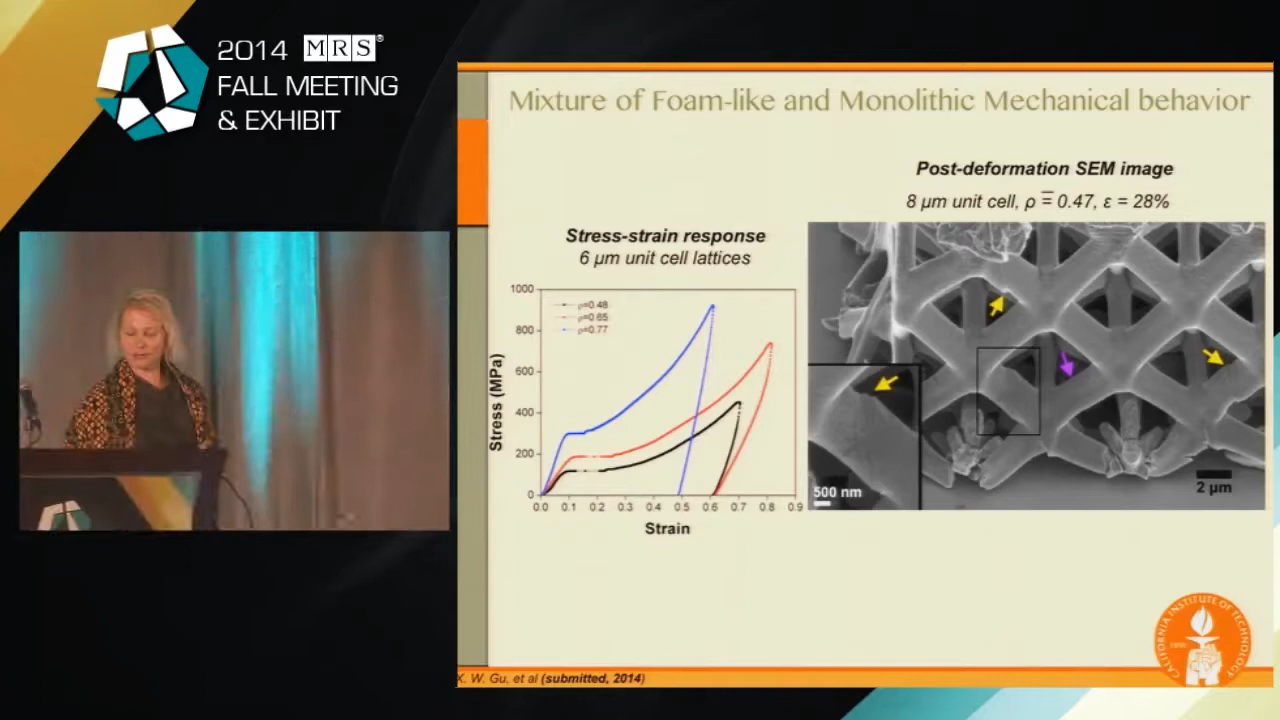 2014 MRS®
FALL MEETING
& EXHIBIT
Mixture of Foam-like and Monolithic Mechanical behavior
Post-deformation SEM image
8 μm unit cell, ρ̅ = 0.47, ε = 28%
Stress-strain response
6 μm unit cell lattices
1000
800
600
400
200
0
Stress (MPa)
ρ=0.48
ρ=0.65
ρ=0.77
0.0 0.1 0.2 0.3 0.4 0.5 0.6 0.7 0.8 0.9
Strain
500 nm
2 μm
CALIFORNIA INSTITUTE OF TECHNOLOGY
1891
X. W. Gu, et al (submitted, 2014)